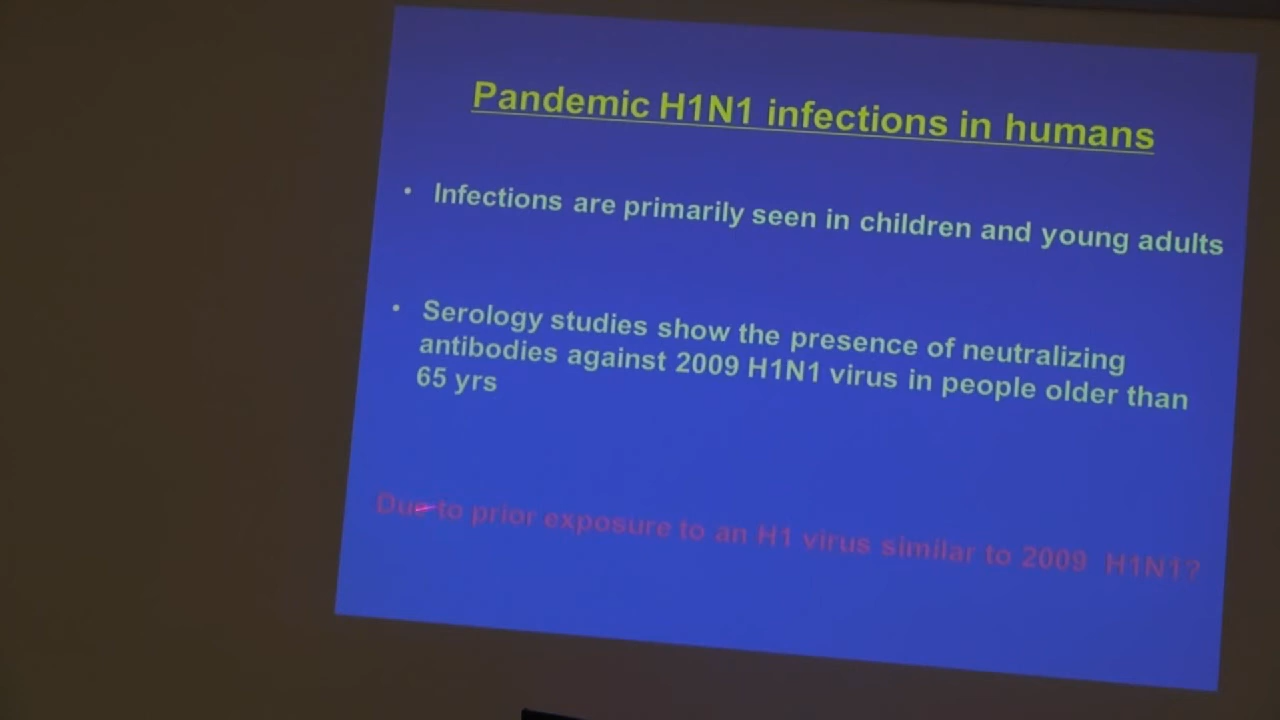 Pandemic H1N1 infections in humans
• Infections are primarily seen in children and young adults
• Serology studies show the presence of neutralizing
antibodies against 2009 H1N1 virus in people older than
65 yrs
Due to prior exposure to an H1 virus similar to 2009 H1N1?